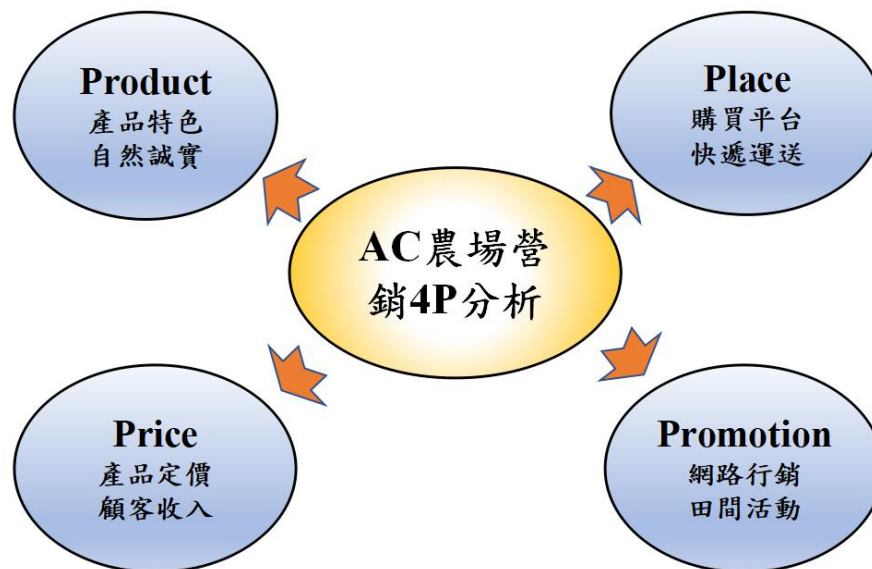 Product
產品特色
自然誠實
Place
購買平台
快遞運送
AC農場營
銷4P分析
Price
產品定價
顧客收入
Promotion
網路行銷
田間活動